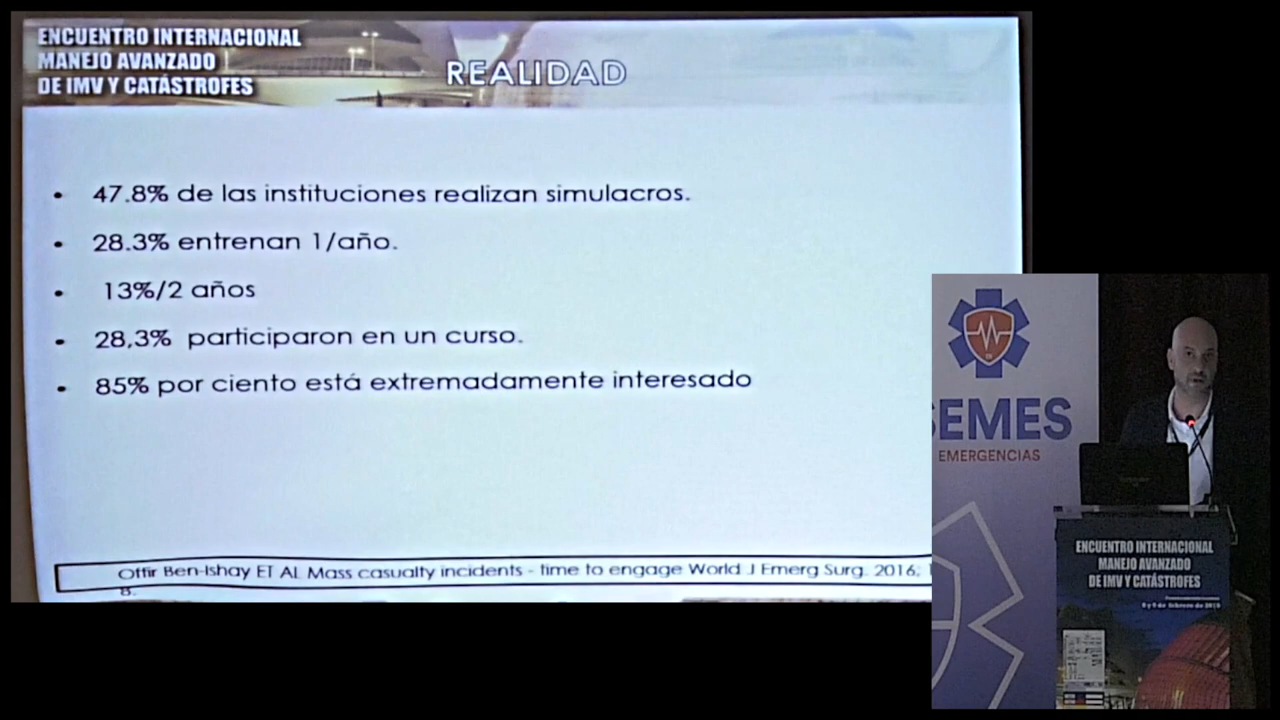 ENCUENTRO INTERNACIONAL
MANEJO AVANZADO
DE IMV Y CATÁSTROFES
REALIDAD
• 47.8% de las instituciones realizan simulacros.
• 28.3% entrenan 1/año.
• 13%/2 años
• 28,3% participaron en un curso.
• 85% por ciento está extremadamente interesado
Offir Ben-Ishay ET AL Mass casualty incidents - time to engage World J Emerg Surg. 2016;
8.
SEMES
EMERGENCIAS
ENCUENTRO INTERNACIONAL
MANEJO AVANZADO
DE IMV Y CATÁSTROFES